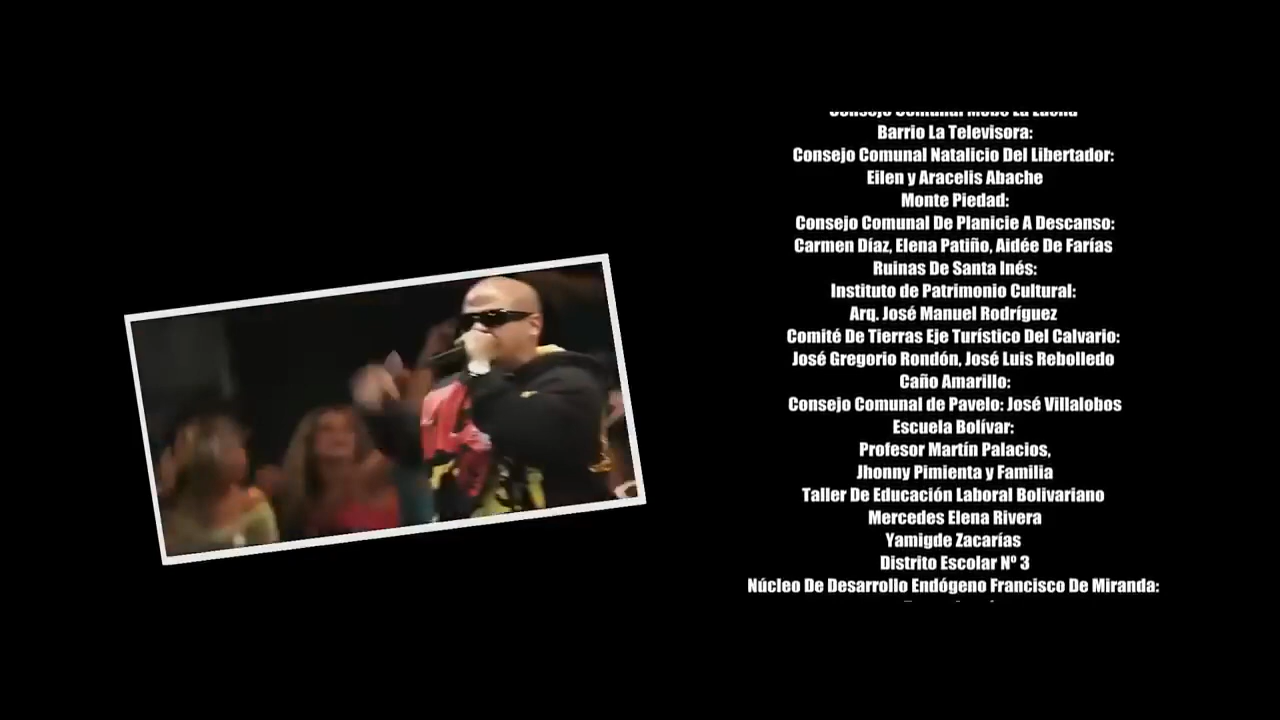 Barrio La Televisora:
Consejo Comunal Natalicio Del Libertador:
Eilen y Aracelis Abache
Monte Piedad:
Consejo Comunal De Planicie A Descanso:
Carmen Díaz, Elena Patiño, Aidée De Farías
Ruinas De Santa Inés:
Instituto de Patrimonio Cultural:
Arq. José Manuel Rodríguez
Comité De Tierras Eje Turístico Del Calvario:
José Gregorio Rondón, José Luis Rebolledo
Caño Amarillo:
Consejo Comunal de Pavelo: José Villalobos
Escuela Bolívar:
Profesor Martín Palacios,
Jhonny Pimienta y Familia
Taller De Educación Laboral Bolivariano
Mercedes Elena Rivera
Yamigde Zacarías
Distrito Escolar Nº 3
Núcleo De Desarrollo Endógeno Francisco De Miranda: